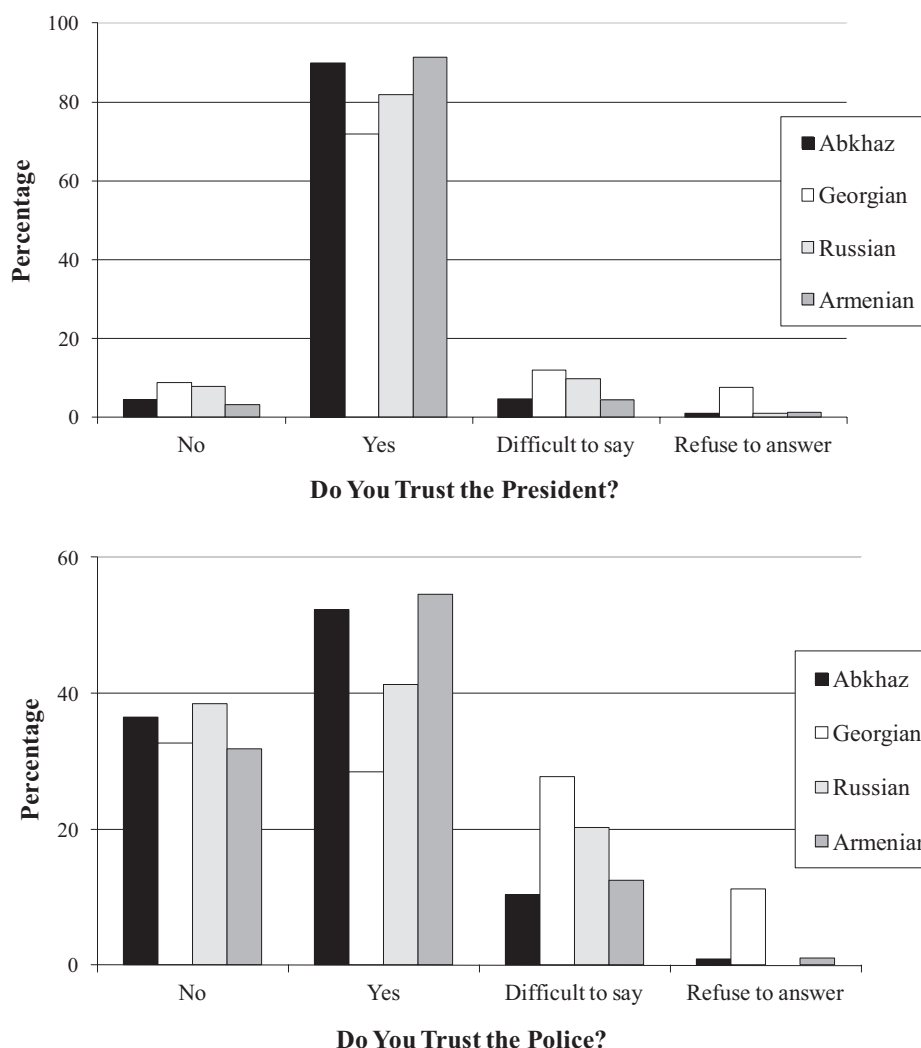 100
80
60
40
20
0
Percentage
No Yes Difficult to say Refuse to answer
Do You Trust the President?
Abkhaz
Georgian
Russian
Armenian
60
40
20
0
Percentage
No Yes Difficult to say Refuse to answer
Do You Trust the Police?
Abkhaz
Georgian
Russian
Armenian